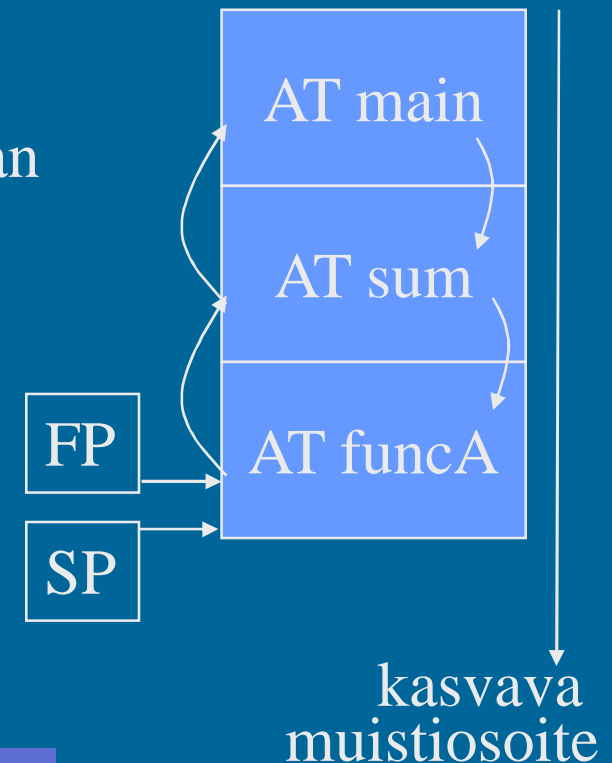 AT main
AT sum
AT funcA
FP
SP
kasvava
muistiosoite